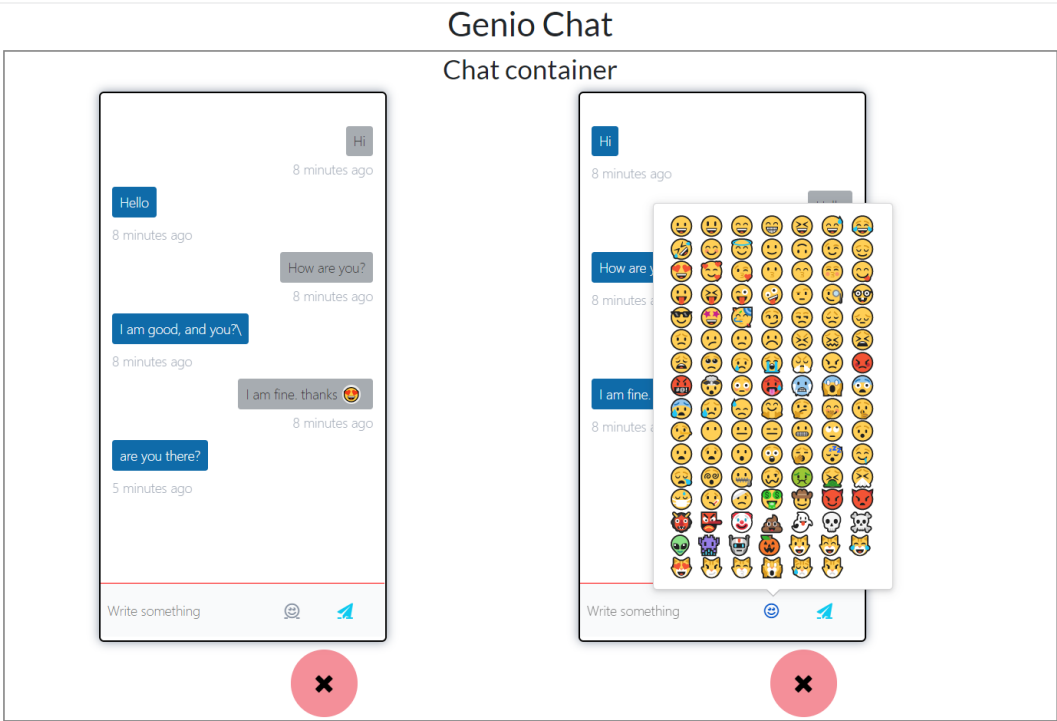 Genio Chat
Chat container
Hi
8 minutes ago
Hello
8 minutes ago
How are you?
8 minutes ago
I am good, and you?\
8 minutes ago
I am fine. thanks 😍
8 minutes ago
are you there?
5 minutes ago
Write something
Hi
8 minutes ago
How are
8 minutes
I am fine.
8 minutes
Write something